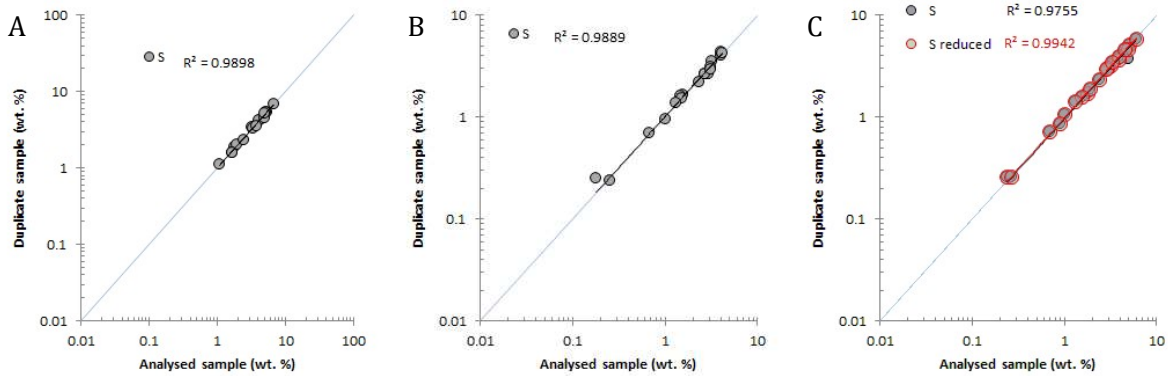 A
100
10
1
0.1
0.01
0.01
0.1
1
10
100
Duplicate sample (wt. %)
Analysed sample (wt. %)
S
R² = 0.9898
B
10
1
0.1
0.01
0.01
0.1
1
10
Duplicate sample (wt. %)
Analysed sample (wt. %)
S
R² = 0.9889
C
10
1
0.1
0.01
0.01
0.1
1
10
Duplicate sample (wt. %)
Analysed sample (wt. %)
S R² = 0.9755
S reduced R² = 0.9942